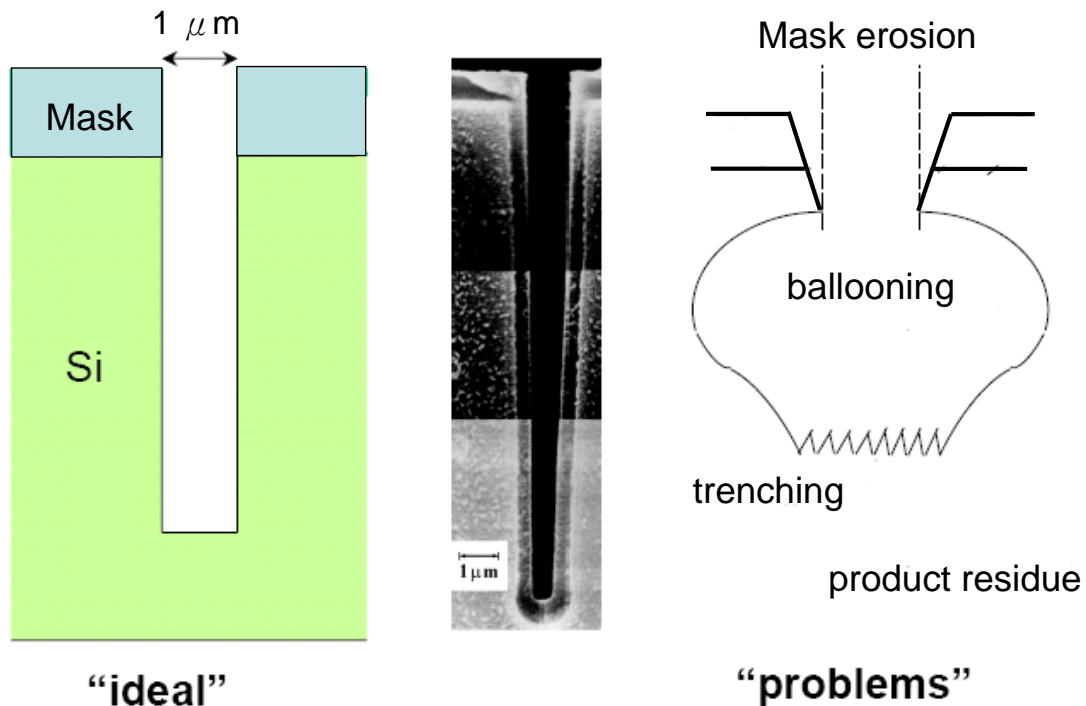 1 μm
Mask
Si
“ideal”
1μm
Mask erosion
ballooning
trenching
product residue
“problems”